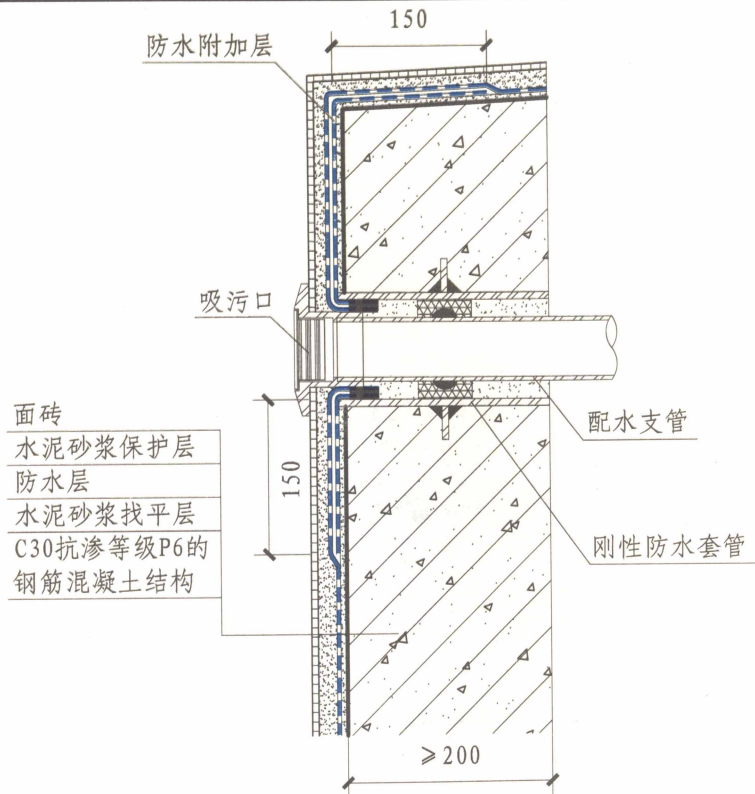 150
防水附加层
吸污口
面砖
水泥砂浆保护层
防水层
水泥砂浆找平层
C30抗渗等级P6的
钢筋混凝土结构
150
配水支管
刚性防水套管
≥200